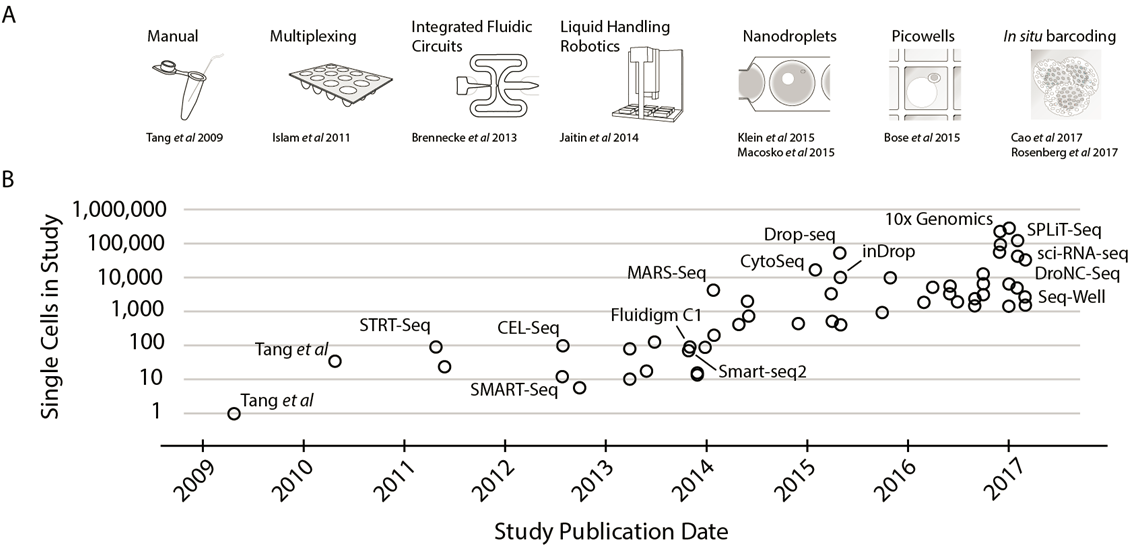 A
Manual
Multiplexing
Integrated Fluidic
Circuits
Liquid Handling
Robotics
Nanodroplets
Picowells
In situ barcoding
Tang et al 2009
Islam et al 2011
Brennecke et al 2013
Jaitin et al 2014
Klein et al 2015
Macosko et al 2015
Bose et al 2015
Cao et al 2017
Rosenberg et al 2017
B
Single Cells in Study
1,000,000
100,000
10,000
1,000
100
10
1
Tang et al
Tang et al
STRT-Seq
CEL-Seq
SMART-Seq
Fluidigm C1
Smart-seq2
MARS-Seq
CytoSeq
Drop-seq
inDrop
10x Genomics
SPLiT-Seq
sci-RNA-seq
DroNC-Seq
Seq-Well
2009
2010
2011
2012
2013
2014
2015
2016
2017
Study Publication Date